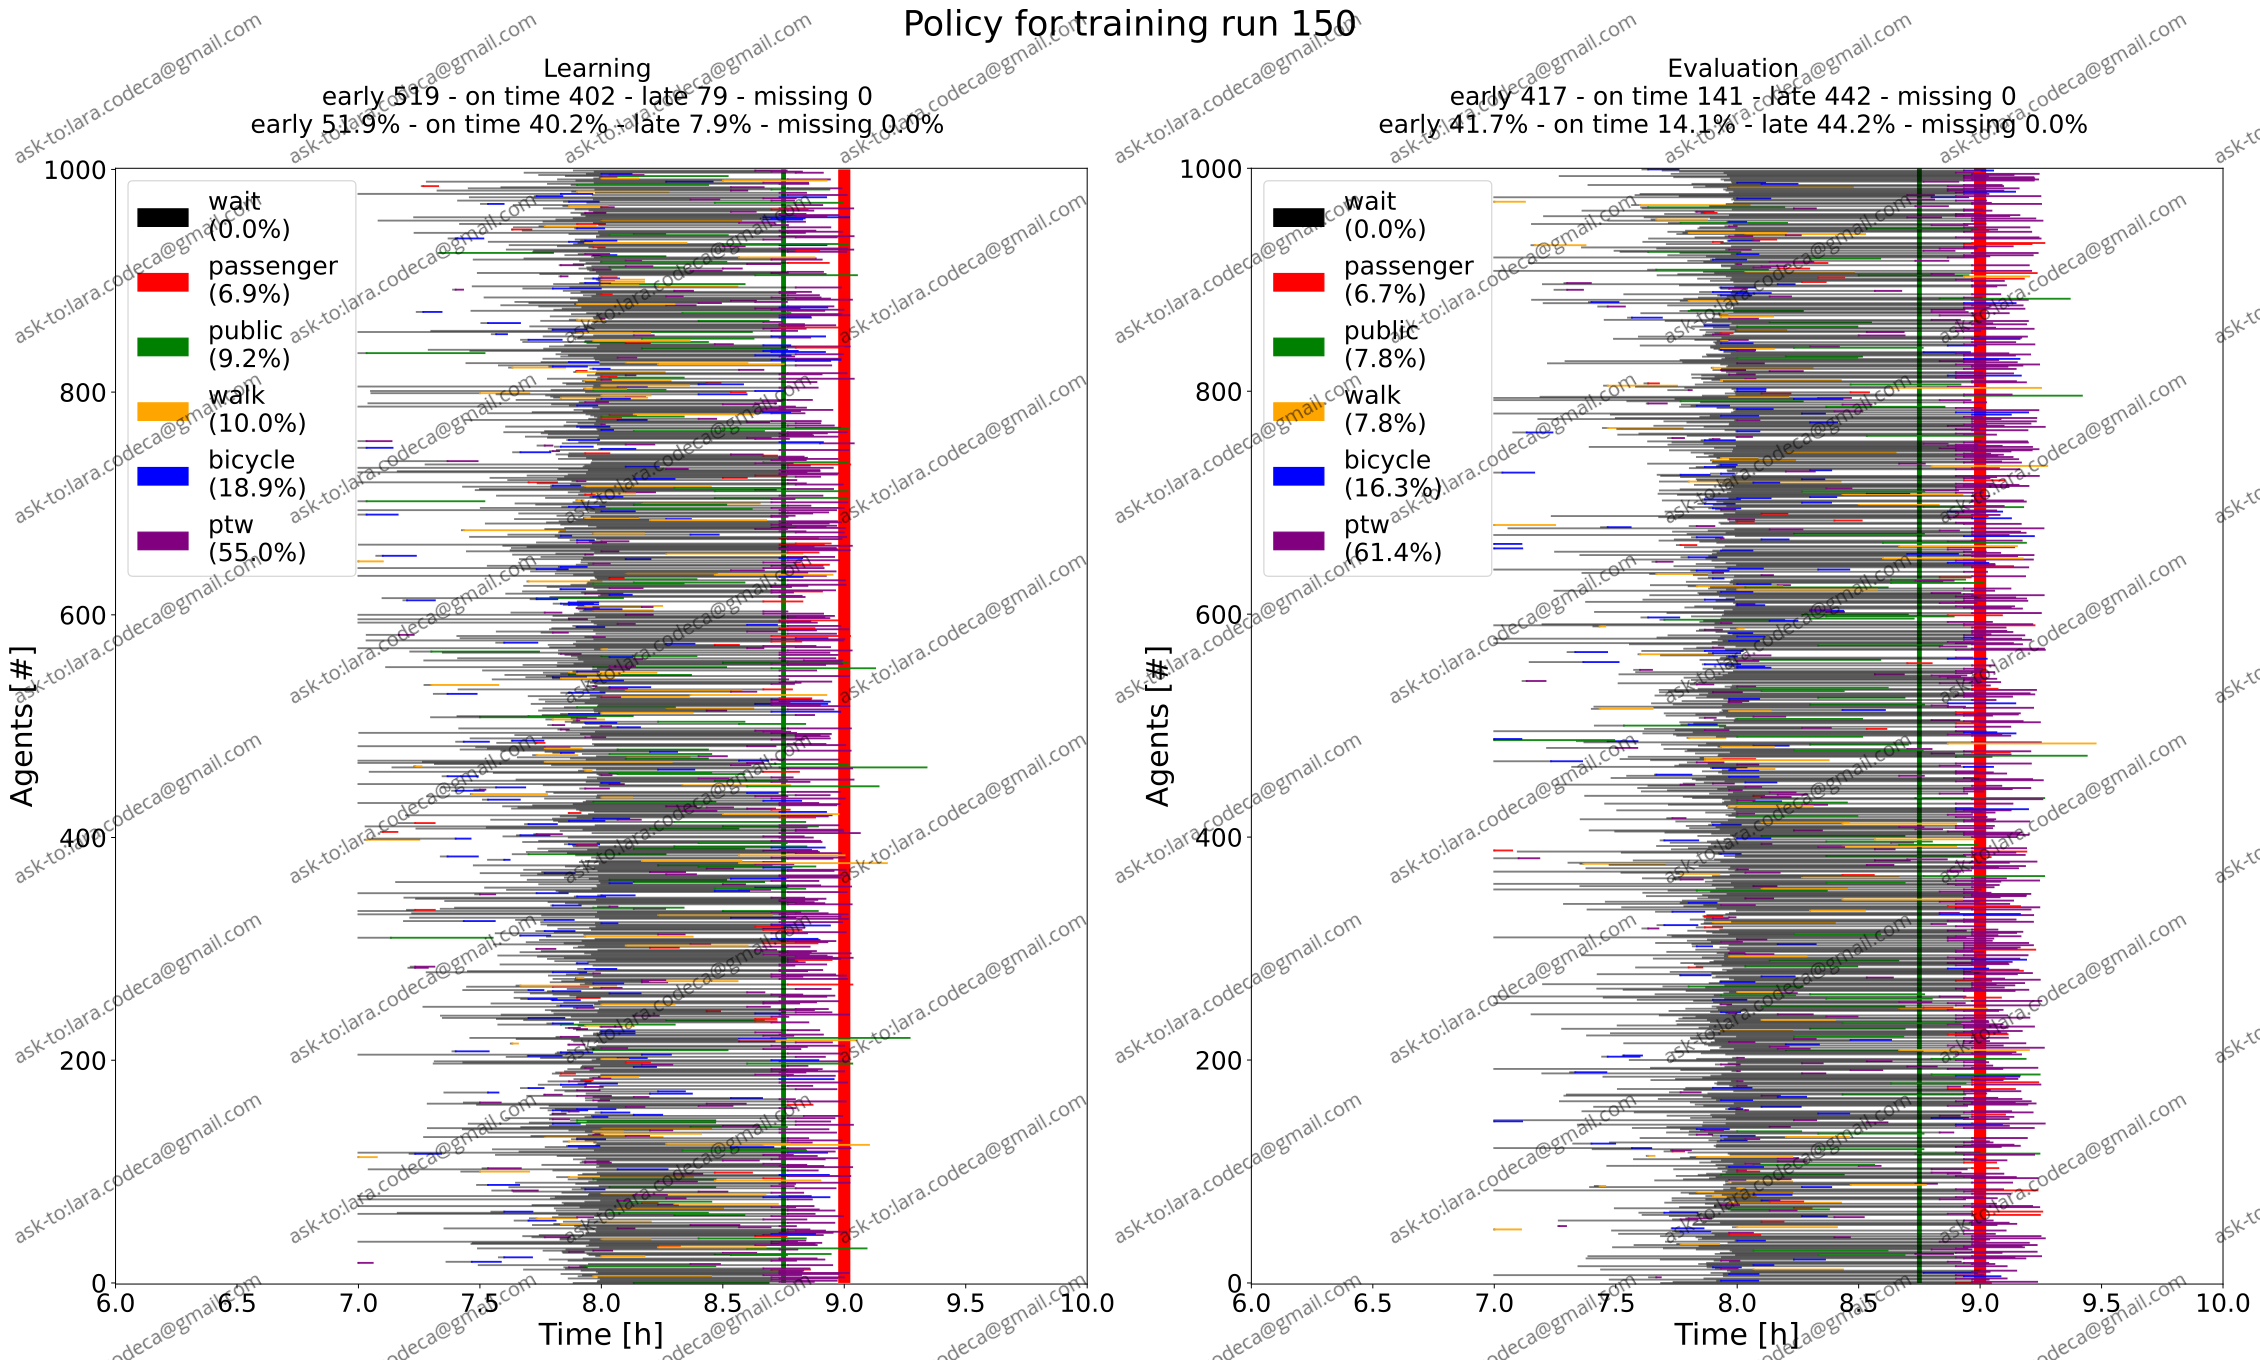 Policy for training run 150
Learning
early 519 - on time 402 - late 79 - missing 0
early 51.9% - on time 40.2% - late 7.9% - missing 0.0%
1000
800
600
400
200
0
Agents [#]
wait
(0.0%)
passenger
(6.9%)
public
(9.2%)
walk
(10.0%)
bicycle
(18.9%)
ptw
(55.0%)
6.0 6.5 7.0 7.5 8.0 8.5 9.0 9.5 10.0
Time [h]
Evaluation
early 417 - on time 141 - late 442 - missing 0
early 41.7% - on time 14.1% - late 44.2% - missing 0.0%
1000
800
600
400
200
0
Agents [#]
wait
(0.0%)
passenger
(6.7%)
public
(7.8%)
walk
(7.8%)
bicycle
(16.3%)
ptw
(61.4%)
6.0 6.5 7.0 7.5 8.0 8.5 9.0 9.5 10.0
Time [h]
ask-to:lara.codeca@gmail.com